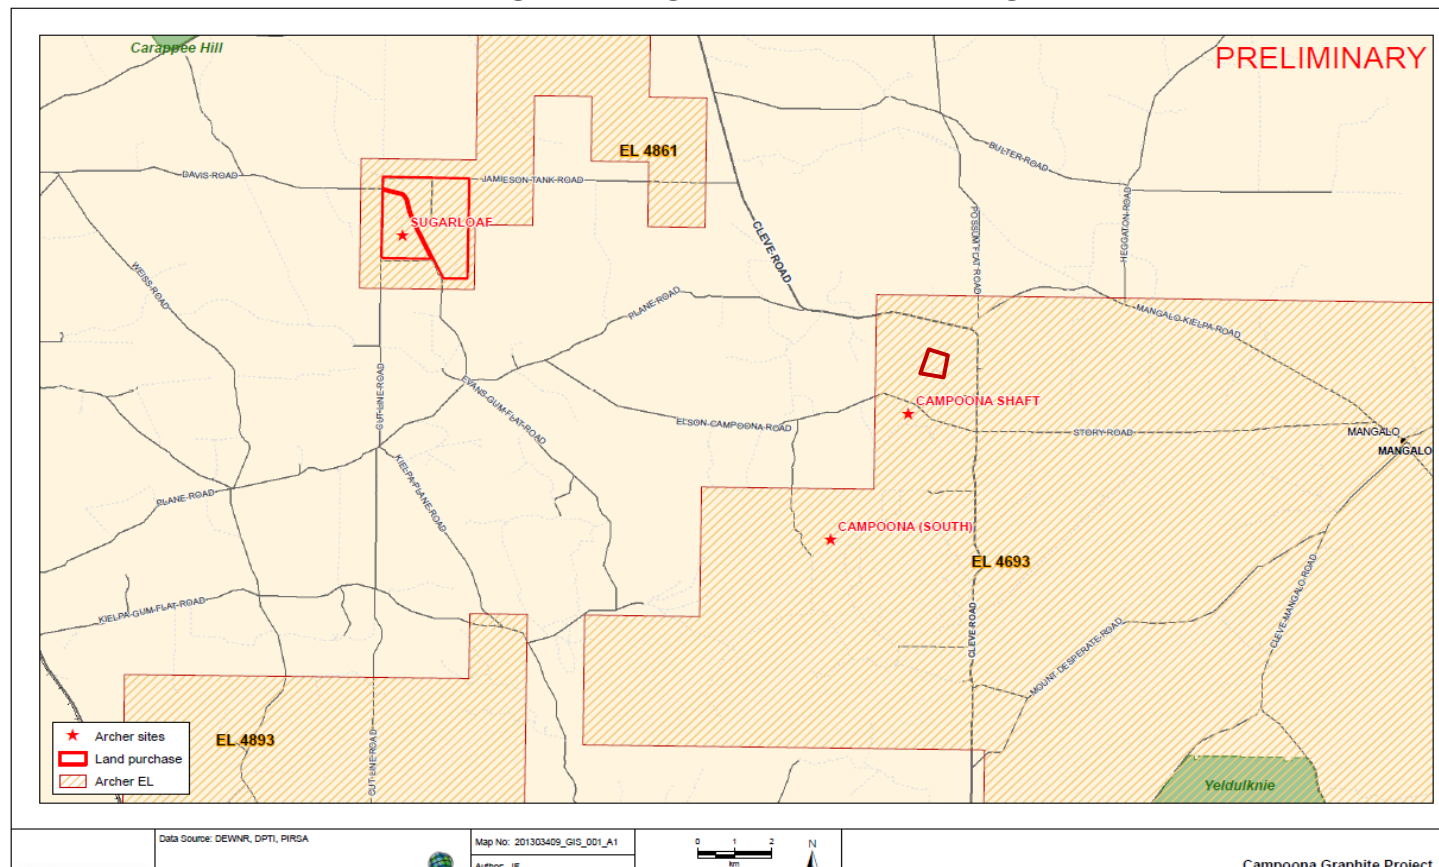 Carappee Hill
PRELIMINARY
EL 4861
BULTER-ROAD
DAVIS-ROAD
JAMIESON-TANK-ROAD
HEGGATON-ROAD
SUGARLOAF
POSSUM-FLAT-ROAD
CLEVE-ROAD
WEISS-ROAD
PLANE-ROAD
MANGALO-KIELPA-ROAD
CUT-LINE-ROAD
EVANS-GUM-FLAT-ROAD
CAMPOONA SHAFT
ELSON-CAMPOONA-ROAD
STORY-ROAD
MANGALO
MANGALO
KIELPA-PLANE-ROAD
PLANE-ROAD
CAMPOONA (SOUTH)
EL 4693
KIELPA-GUM-FLAT-ROAD
CLEVE-ROAD
CLEVE-MANGALO-ROAD
MOUNT-DESPERATE-ROAD
EL 4893
CUT-LINE-ROAD
Archer sites
Land purchase
Archer EL
Yeldulknie
Data Source: DEWNR, DPTI, PIRSA
Map No: 201303409_GIS_001_A1
0 1 2
km
N
Campoona Graphite Project